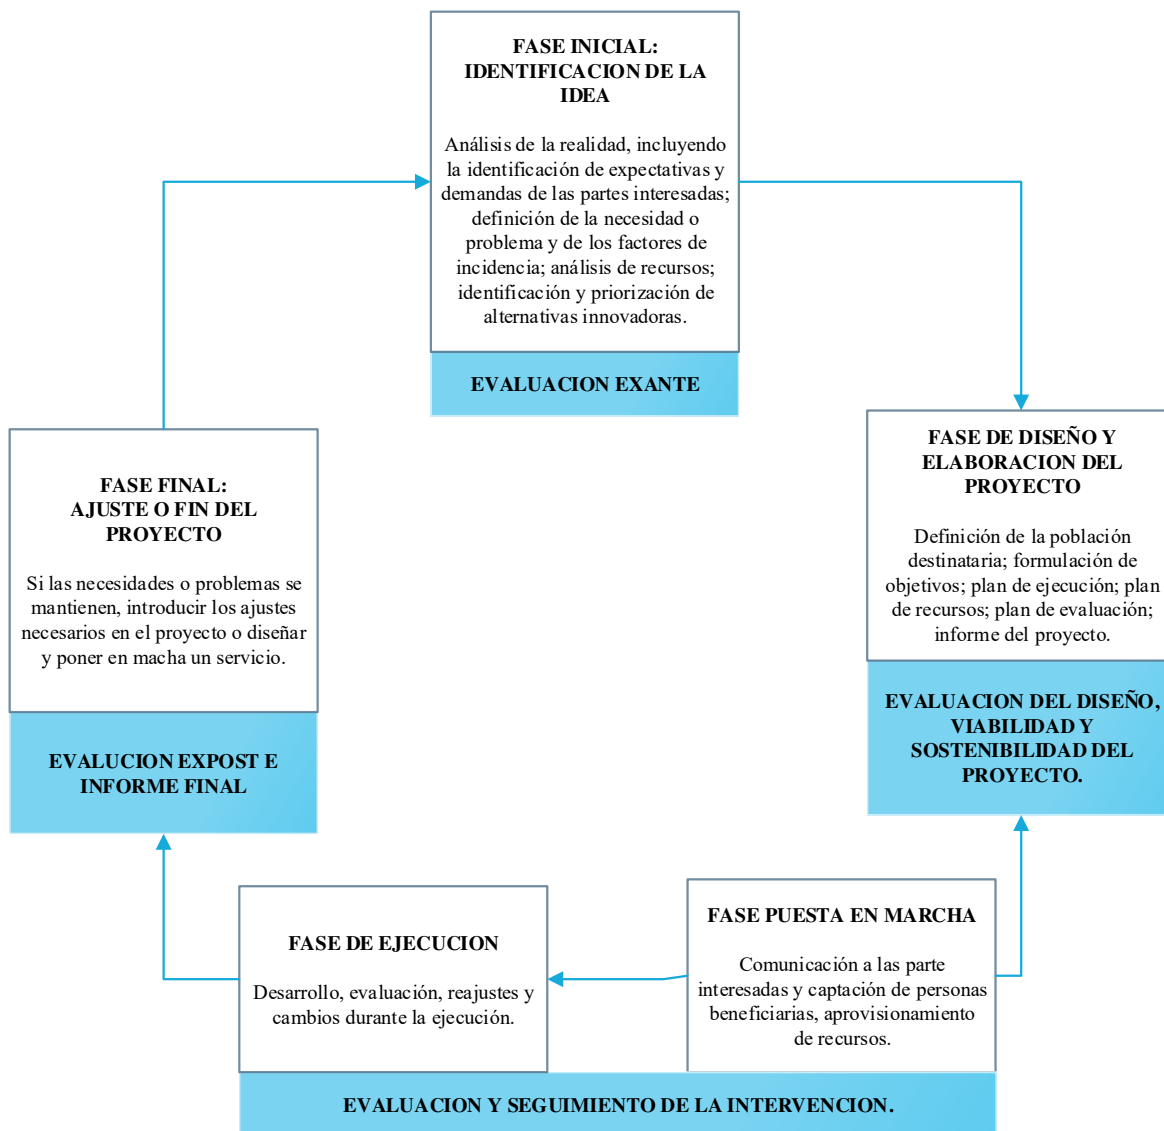 FASE INICIAL:
IDENTIFICACION DE LA
IDEA
Análisis de la realidad, incluyendo
la identificación de expectativas y
demandas de las partes interesadas;
definición de la necesidad o
problema y de los factores de
incidencia; análisis de recursos;
identificación y priorización de
alternativas innovadoras.
EVALUACION EXANTE
FASE DE DISEÑO Y
ELABORACION DEL
PROYECTO
Definición de la población
destinataria; formulación de
objetivos; plan de ejecución; plan
de recursos; plan de evaluación;
informe del proyecto.
EVALUACION DEL DISEÑO,
VIABILIDAD Y
SOSTENIBILIDAD DEL
PROYECTO.
FASE PUESTA EN MARCHA
Comunicación a las parte
interesadas y captación de personas
beneficiarias, aprovisionamiento
de recursos.
FASE DE EJECUCION
Desarrollo, evaluación, reajustes y
cambios durante la ejecución.
EVALUACION Y SEGUIMIENTO DE LA INTERVENCION.
FASE FINAL:
AJUSTE O FIN DEL
PROYECTO
Si las necesidades o problemas se
mantienen, introducir los ajustes
necesarios en el proyecto o diseñar
y poner en macha un servicio.
EVALUCION EXPOST E
INFORME FINAL